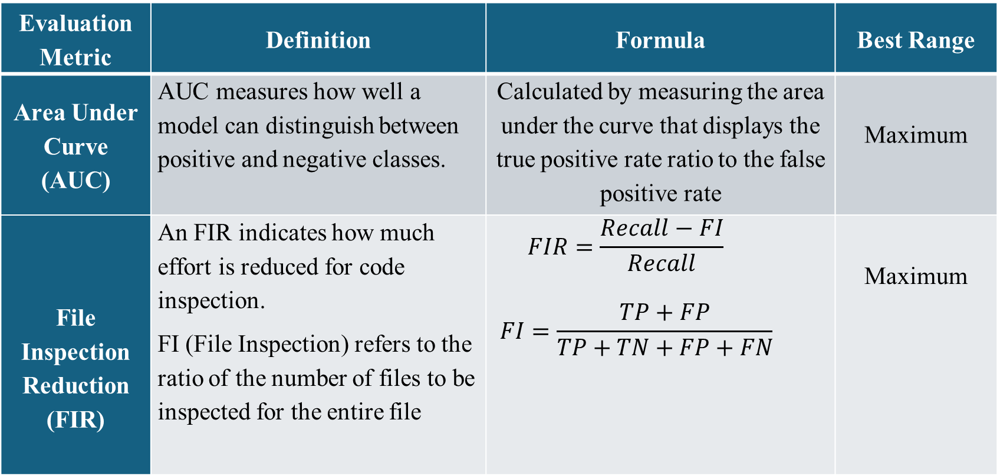 Evaluation
Metric
Definition
Formula
Best Range
Area Under
Curve
(AUC)
AUC measures how well a
model can distinguish between
positive and negative classes.
Calculated by measuring the area
under the curve that displays the
true positive rate ratio to the false
positive rate
Maximum
File
Inspection
Reduction
(FIR)
An FIR indicates how much
effort is reduced for code
inspection.
FI (File Inspection) refers to the
ratio of the number of files to be
inspected for the entire file
FIR = (Recall − FI) / Recall
FI = (TP + FP) / (TP + TN + FP + FN)
Maximum